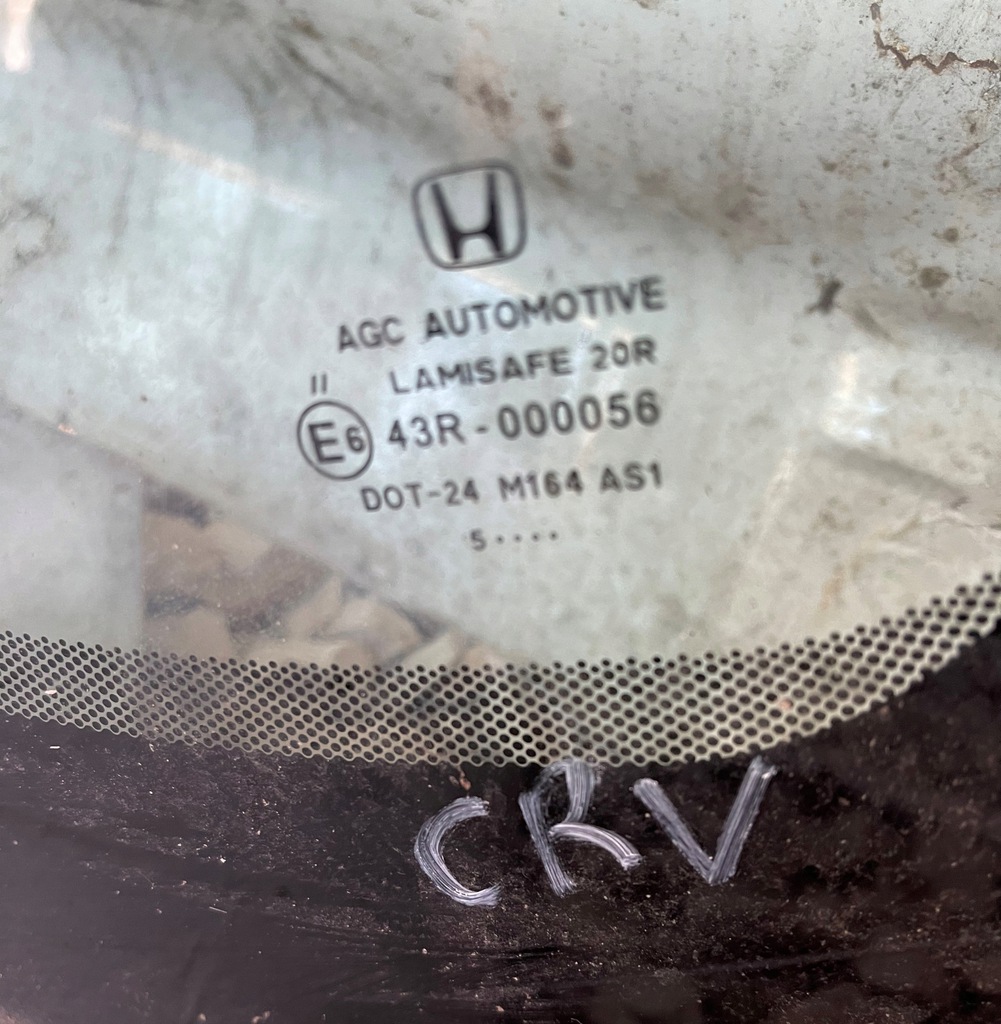 AGC AUTOMOTIVE
LAMISAFE 20R
II
E6 43R-000056
DOT-24 M164 AS1
5····
CRV